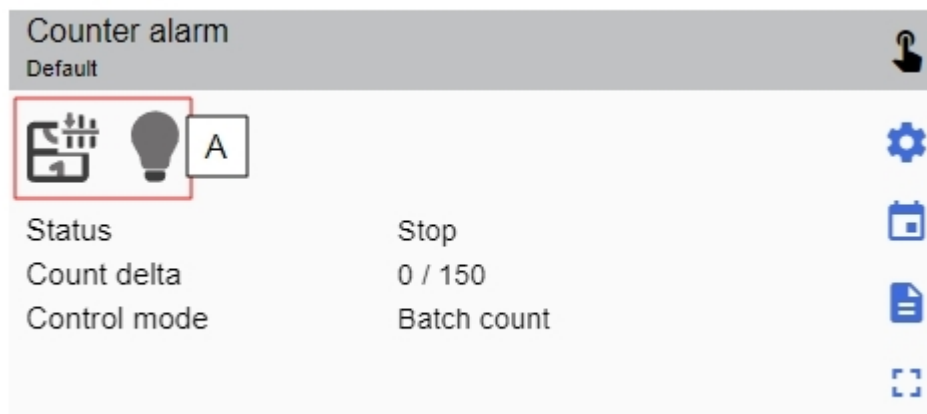 Counter alarm
Default
A
Status Stop
Count delta 0 / 150
Control mode Batch count